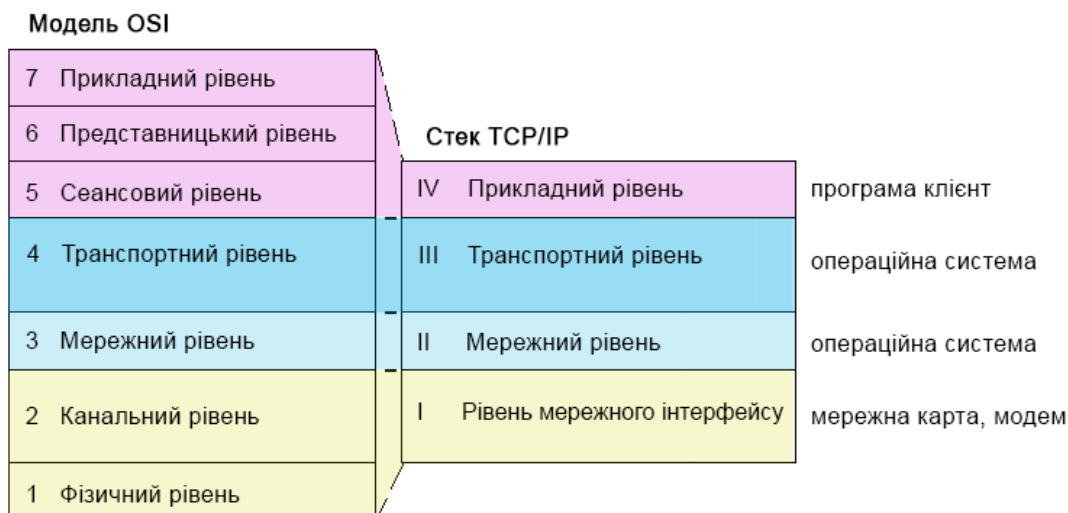 Модель OSI
7 Прикладний рівень
6 Представницький рівень
5 Сеансовий рівень
4 Транспортний рівень
3 Мережний рівень
2 Канальний рівень
1 Фізичний рівень
Стек TCP/IP
IV Прикладний рівень
III Транспортний рівень
II Мережний рівень
I Рівень мережного інтерфейсу
програма клієнт
операційна система
операційна система
мережна карта, модем